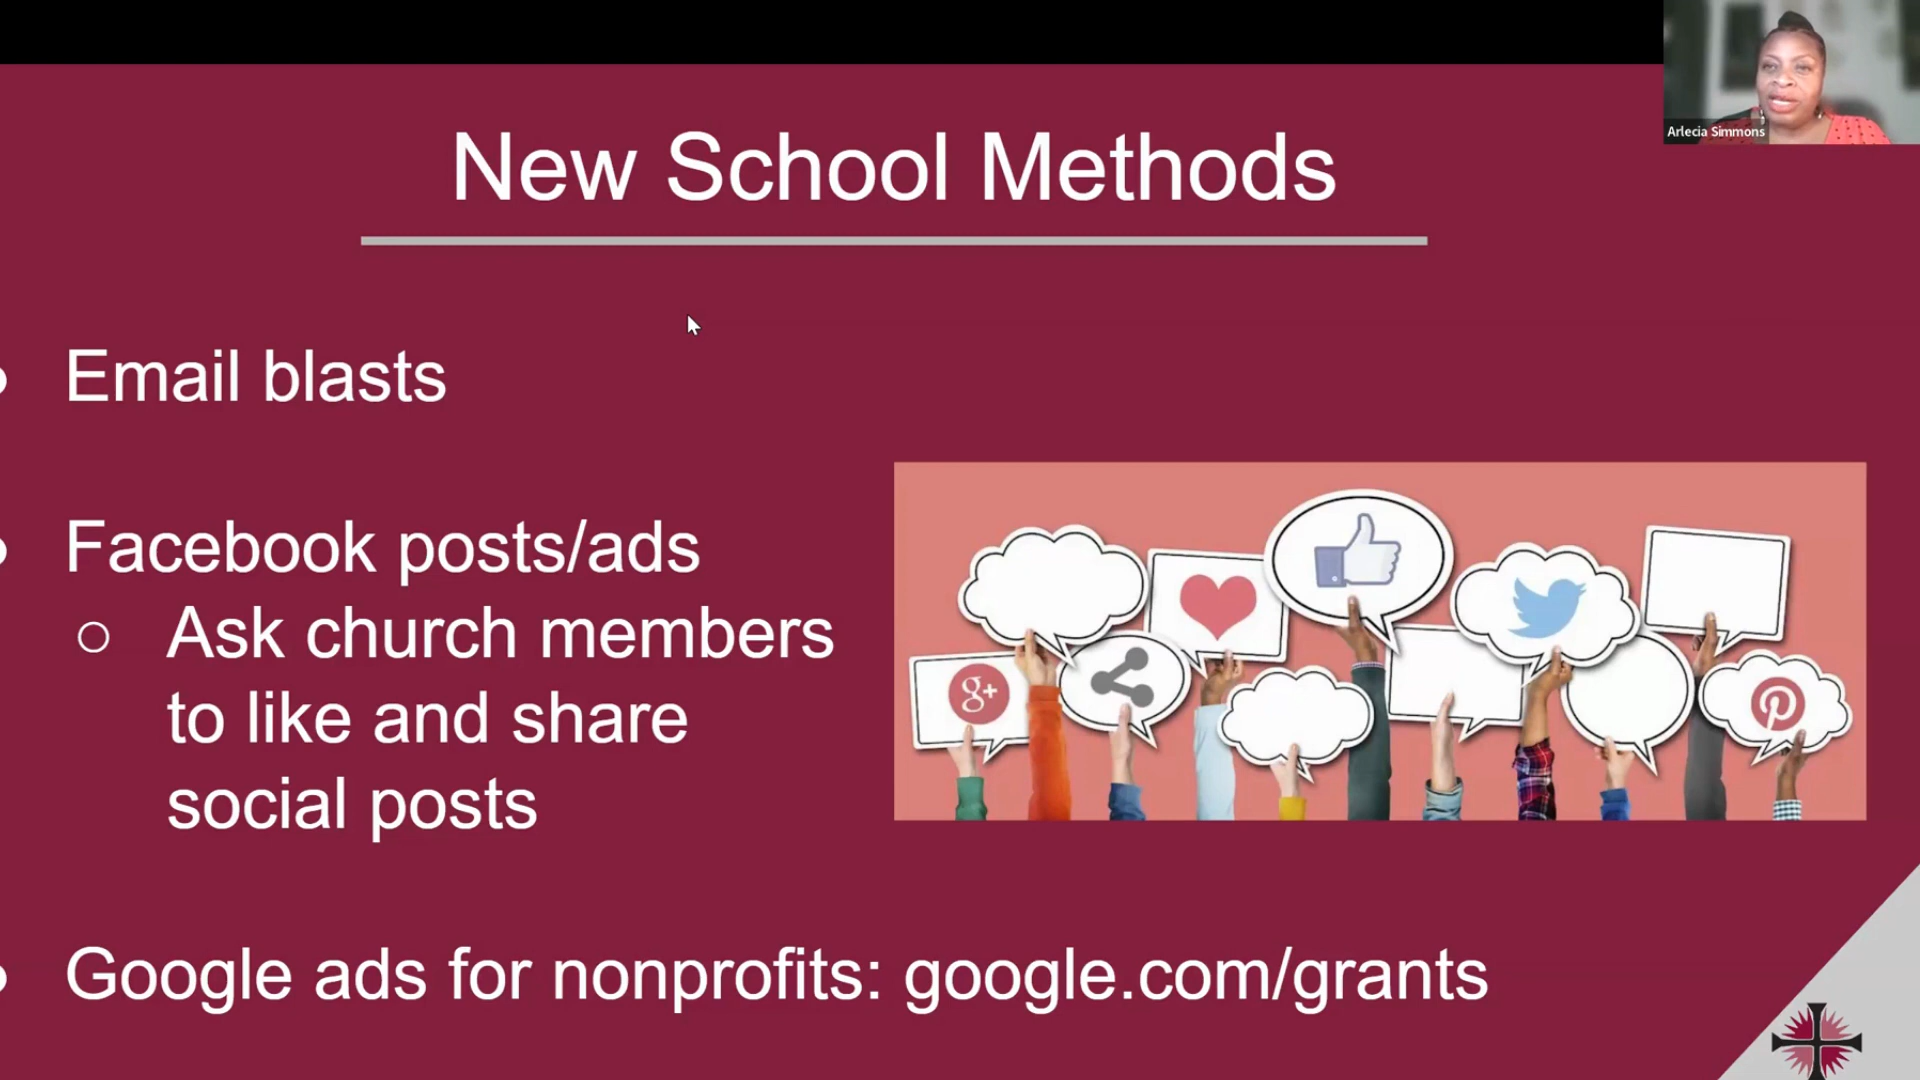 Arlecia Simmons
New School Methods
Email blasts
Facebook posts/ads
Ask church members
to like and share
social posts
g+
Google ads for nonprofits: google.com/grants